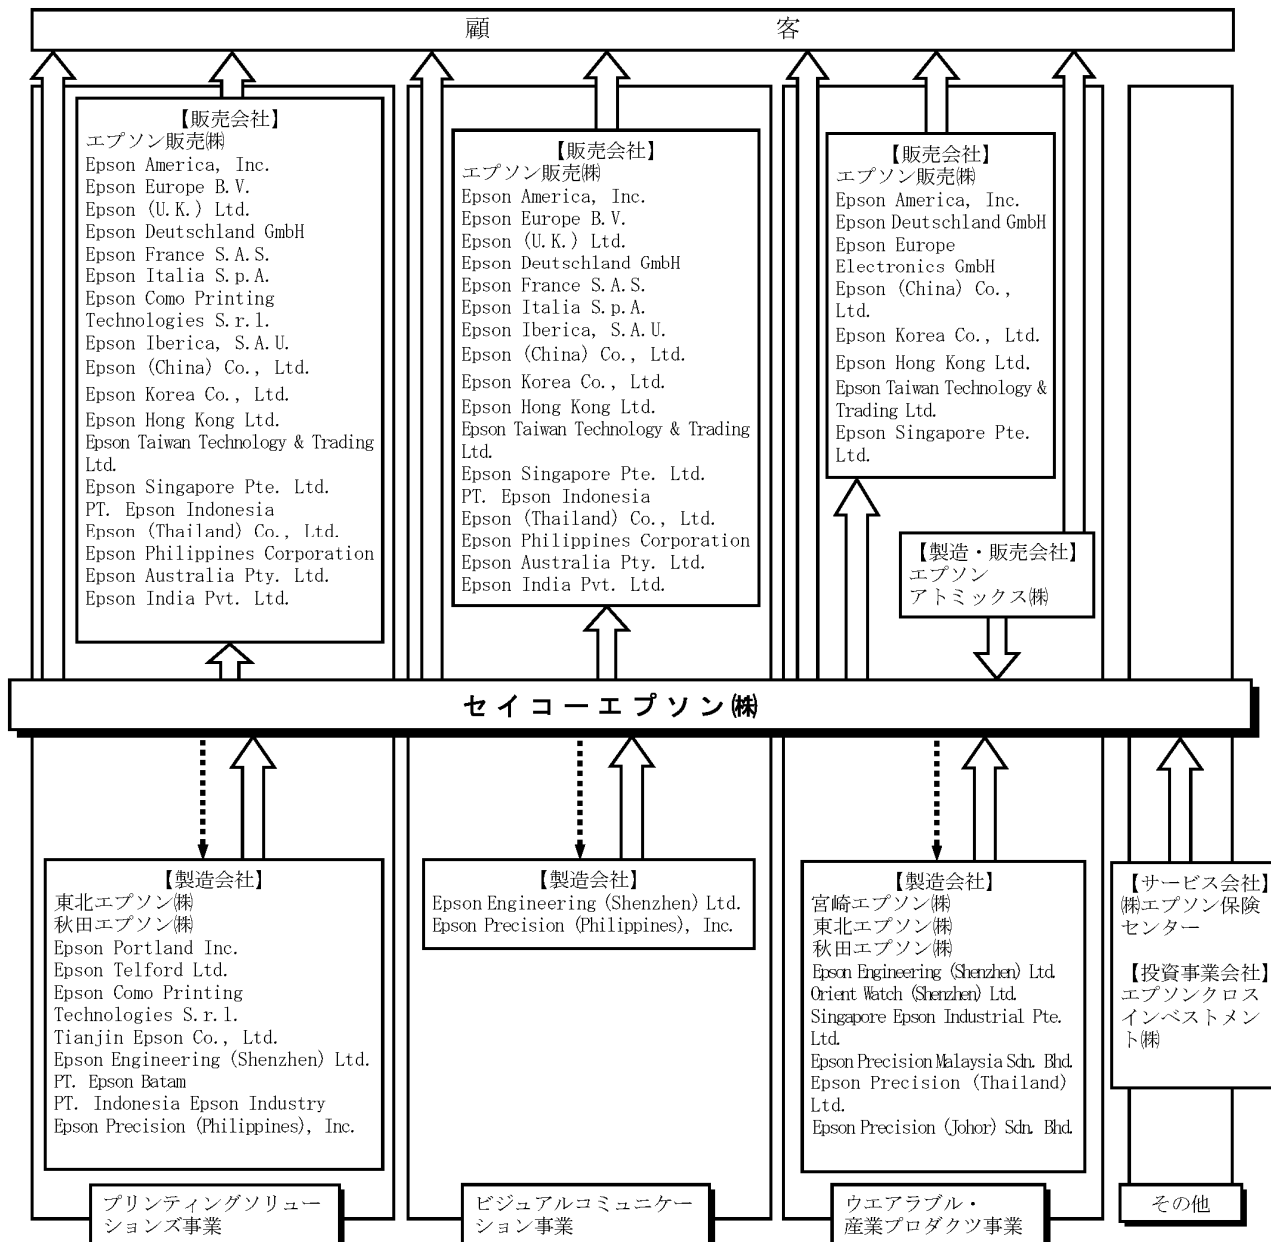 顧 客
【販売会社】
エプソン販売㈱
Epson America, Inc.
Epson Europe B.V.
Epson (U.K.) Ltd.
Epson Deutschland GmbH
Epson France S.A.S.
Epson Italia S.p.A.
Epson Como Printing
Technologies S.r.l.
Epson Iberica, S.A.U.
Epson (China) Co., Ltd.
Epson Korea Co., Ltd.
Epson Hong Kong Ltd.
Epson Taiwan Technology & Trading
Ltd.
Epson Singapore Pte. Ltd.
PT. Epson Indonesia
Epson (Thailand) Co., Ltd.
Epson Philippines Corporation
Epson Australia Pty. Ltd.
Epson India Pvt. Ltd.
【販売会社】
エプソン販売㈱
Epson America, Inc.
Epson Europe B.V.
Epson (U.K.) Ltd.
Epson Deutschland GmbH
Epson France S.A.S.
Epson Italia S.p.A.
Epson Iberica, S.A.U.
Epson (China) Co., Ltd.
Epson Korea Co., Ltd.
Epson Hong Kong Ltd.
Epson Taiwan Technology & Trading
Ltd.
Epson Singapore Pte. Ltd.
PT. Epson Indonesia
Epson (Thailand) Co., Ltd.
Epson Philippines Corporation
Epson Australia Pty. Ltd.
Epson India Pvt. Ltd.
【販売会社】
エプソン販売㈱
Epson America, Inc.
Epson Deutschland GmbH
Epson Europe
Electronics GmbH
Epson (China) Co.,
Ltd.
Epson Korea Co., Ltd.
Epson Hong Kong Ltd.
Epson Taiwan Technology &
Trading Ltd.
Epson Singapore Pte.
Ltd.
【製造・販売会社】
エプソン
アトミックス㈱
セイコーエプソン㈱
【製造会社】
東北エプソン㈱
秋田エプソン㈱
Epson Portland Inc.
Epson Telford Ltd.
Epson Como Printing
Technologies S.r.l.
Tianjin Epson Co., Ltd.
Epson Engineering (Shenzhen) Ltd.
PT. Epson Batam
PT. Indonesia Epson Industry
Epson Precision (Philippines), Inc.
【製造会社】
Epson Engineering (Shenzhen) Ltd.
Epson Precision (Philippines), Inc.
【製造会社】
宮崎エプソン㈱
東北エプソン㈱
秋田エプソン㈱
Epson Engineering (Shenzhen) Ltd.
Orient Watch (Shenzhen) Ltd.
Singapore Epson Industrial Pte.
Ltd.
Epson Precision Malaysia Sdn. Bhd.
Epson Precision (Thailand)
Ltd.
Epson Precision (Johor) Sdn. Bhd.
【サービス会社】
㈱エプソン保険
センター
【投資事業会社】
エプソンクロス
インベストメン
ト㈱
プリンティングソリュー
ションズ事業
ビジュアルコミュニケー
ション事業
ウエアラブル・
産業プロダクツ事業
その他